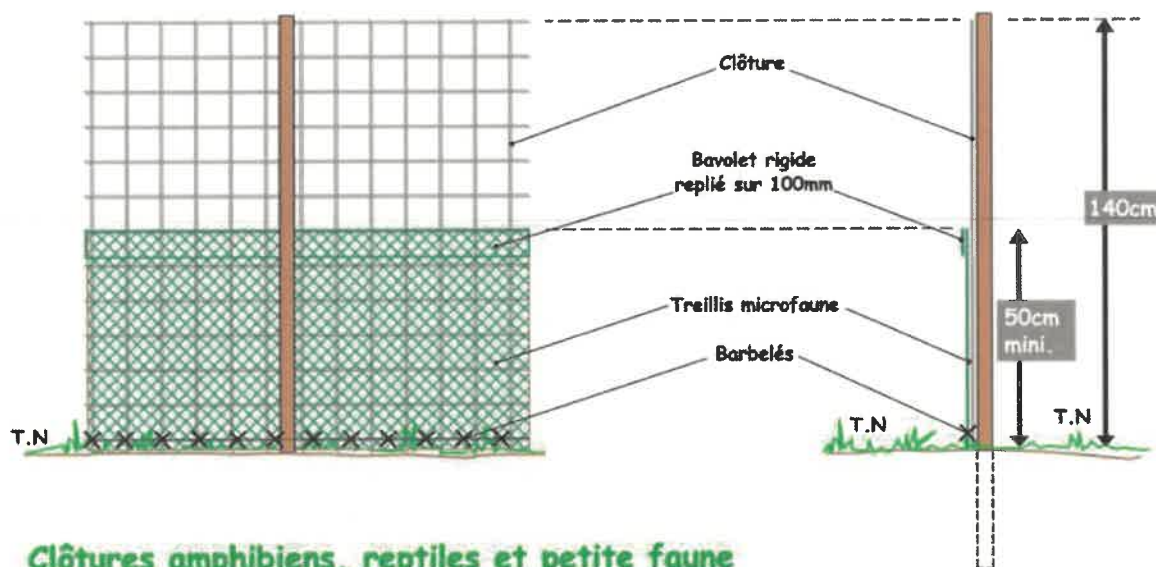 Clôture
Bavolet rigide
replié sur 100mm
140cm
Treillis microfaune
50cm
mini.
Barbelés
T.N
T.N
T.N
Clôtures amphibiens, reptiles et petite faune